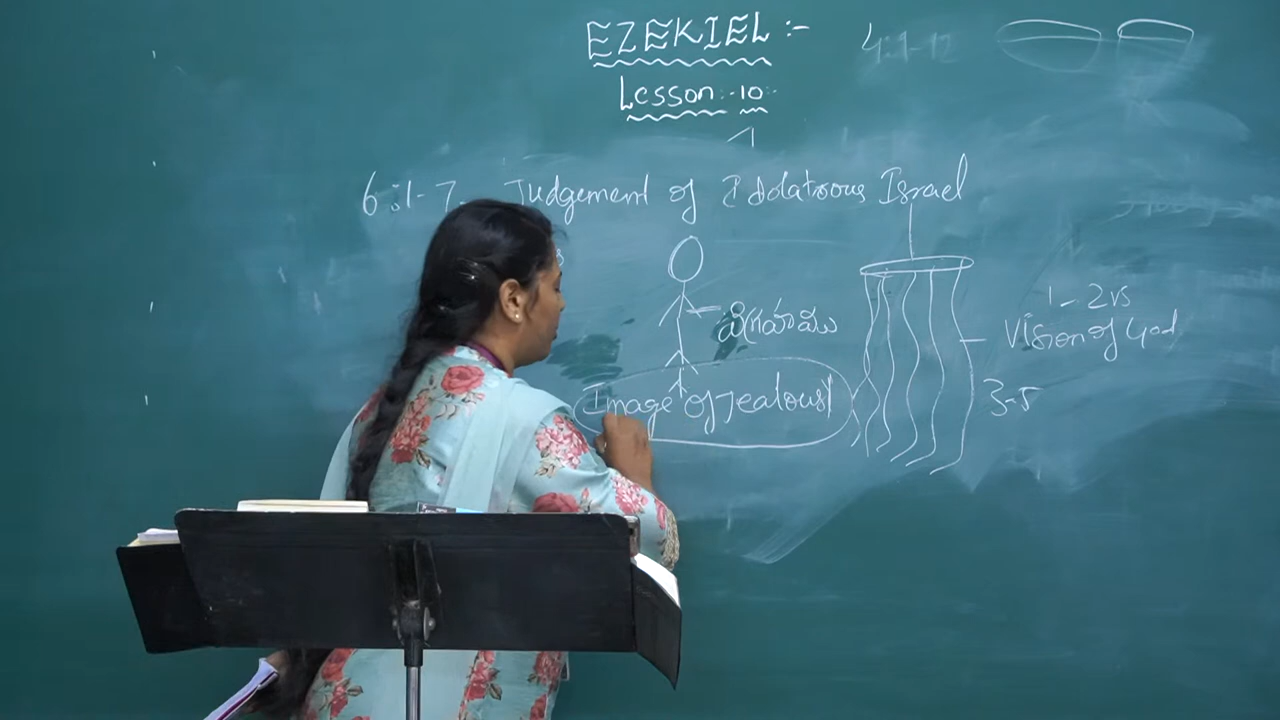 EZEKIEL :-
4:1-12
Lesson :- 10
6:1-7 Judgement of Idolatrous Israel
1-2 vs
విగ్రహము
Vision of God
Image of Jealousy
3-5